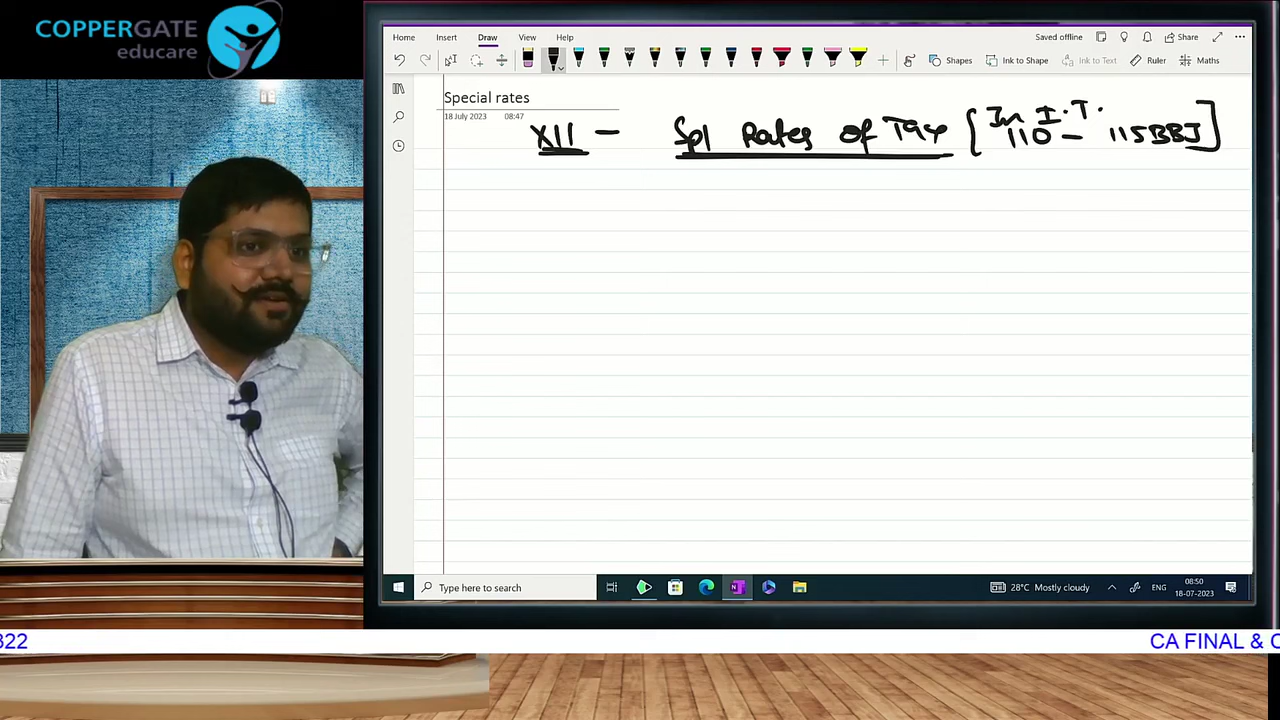 COPPERGATE
educare
Home Insert Draw View Help
Saved offline
Share
Shapes
Ink to Shape
Ink to Text
Ruler
Maths
Special rates
18 July 2023 08:47
XII - Spl Rates of Tax [In I.T. 110 - 115BBJ]
Type here to search
28°C Mostly cloudy
ENG
08:50
18-07-2023
322
CA FINAL & C